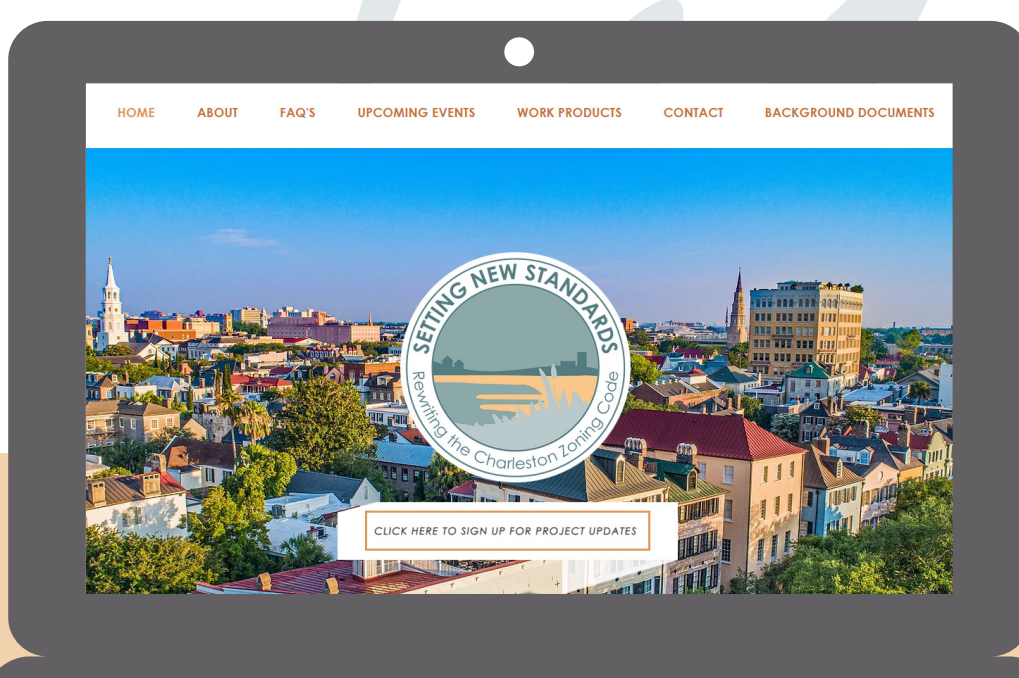 HOME ABOUT FAQ'S UPCOMING EVENTS WORK PRODUCTS CONTACT BACKGROUND DOCUMENTS
SETTING NEW STANDARDS
Rewriting the Charleston Zoning Code
CLICK HERE TO SIGN UP FOR PROJECT UPDATES